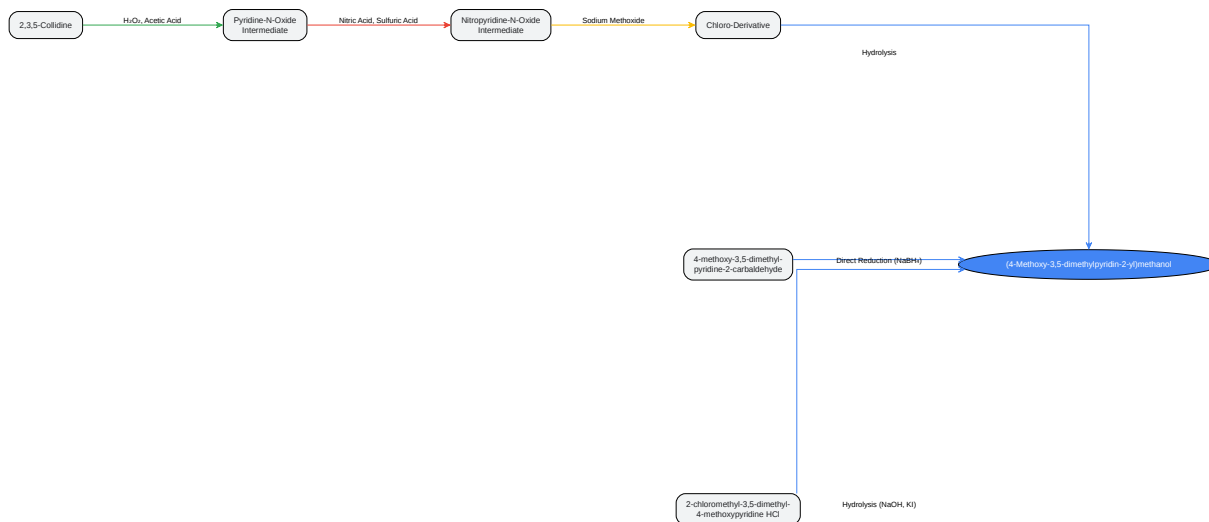 2,3,5-Collidine
H₂O₂, Acetic Acid
Pyridine-N-Oxide
Intermediate
Nitric Acid, Sulfuric Acid
Nitropyridine-N-Oxide
Intermediate
Sodium Methoxide
Chloro-Derivative
Hydrolysis
4-methoxy-3,5-dimethyl-
pyridine-2-carbaldehyde
Direct Reduction (NaBH₄)
(4-Methoxy-3,5-dimethylpyridin-2-yl)methanol
2-chloromethyl-3,5-dimethyl-
4-methoxypyridine HCl
Hydrolysis (NaOH, KI)